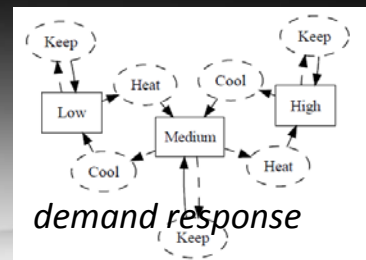 Keep
Keep
Heat
Cool
Low
High
Medium
Cool
Heat
demand response
Keep